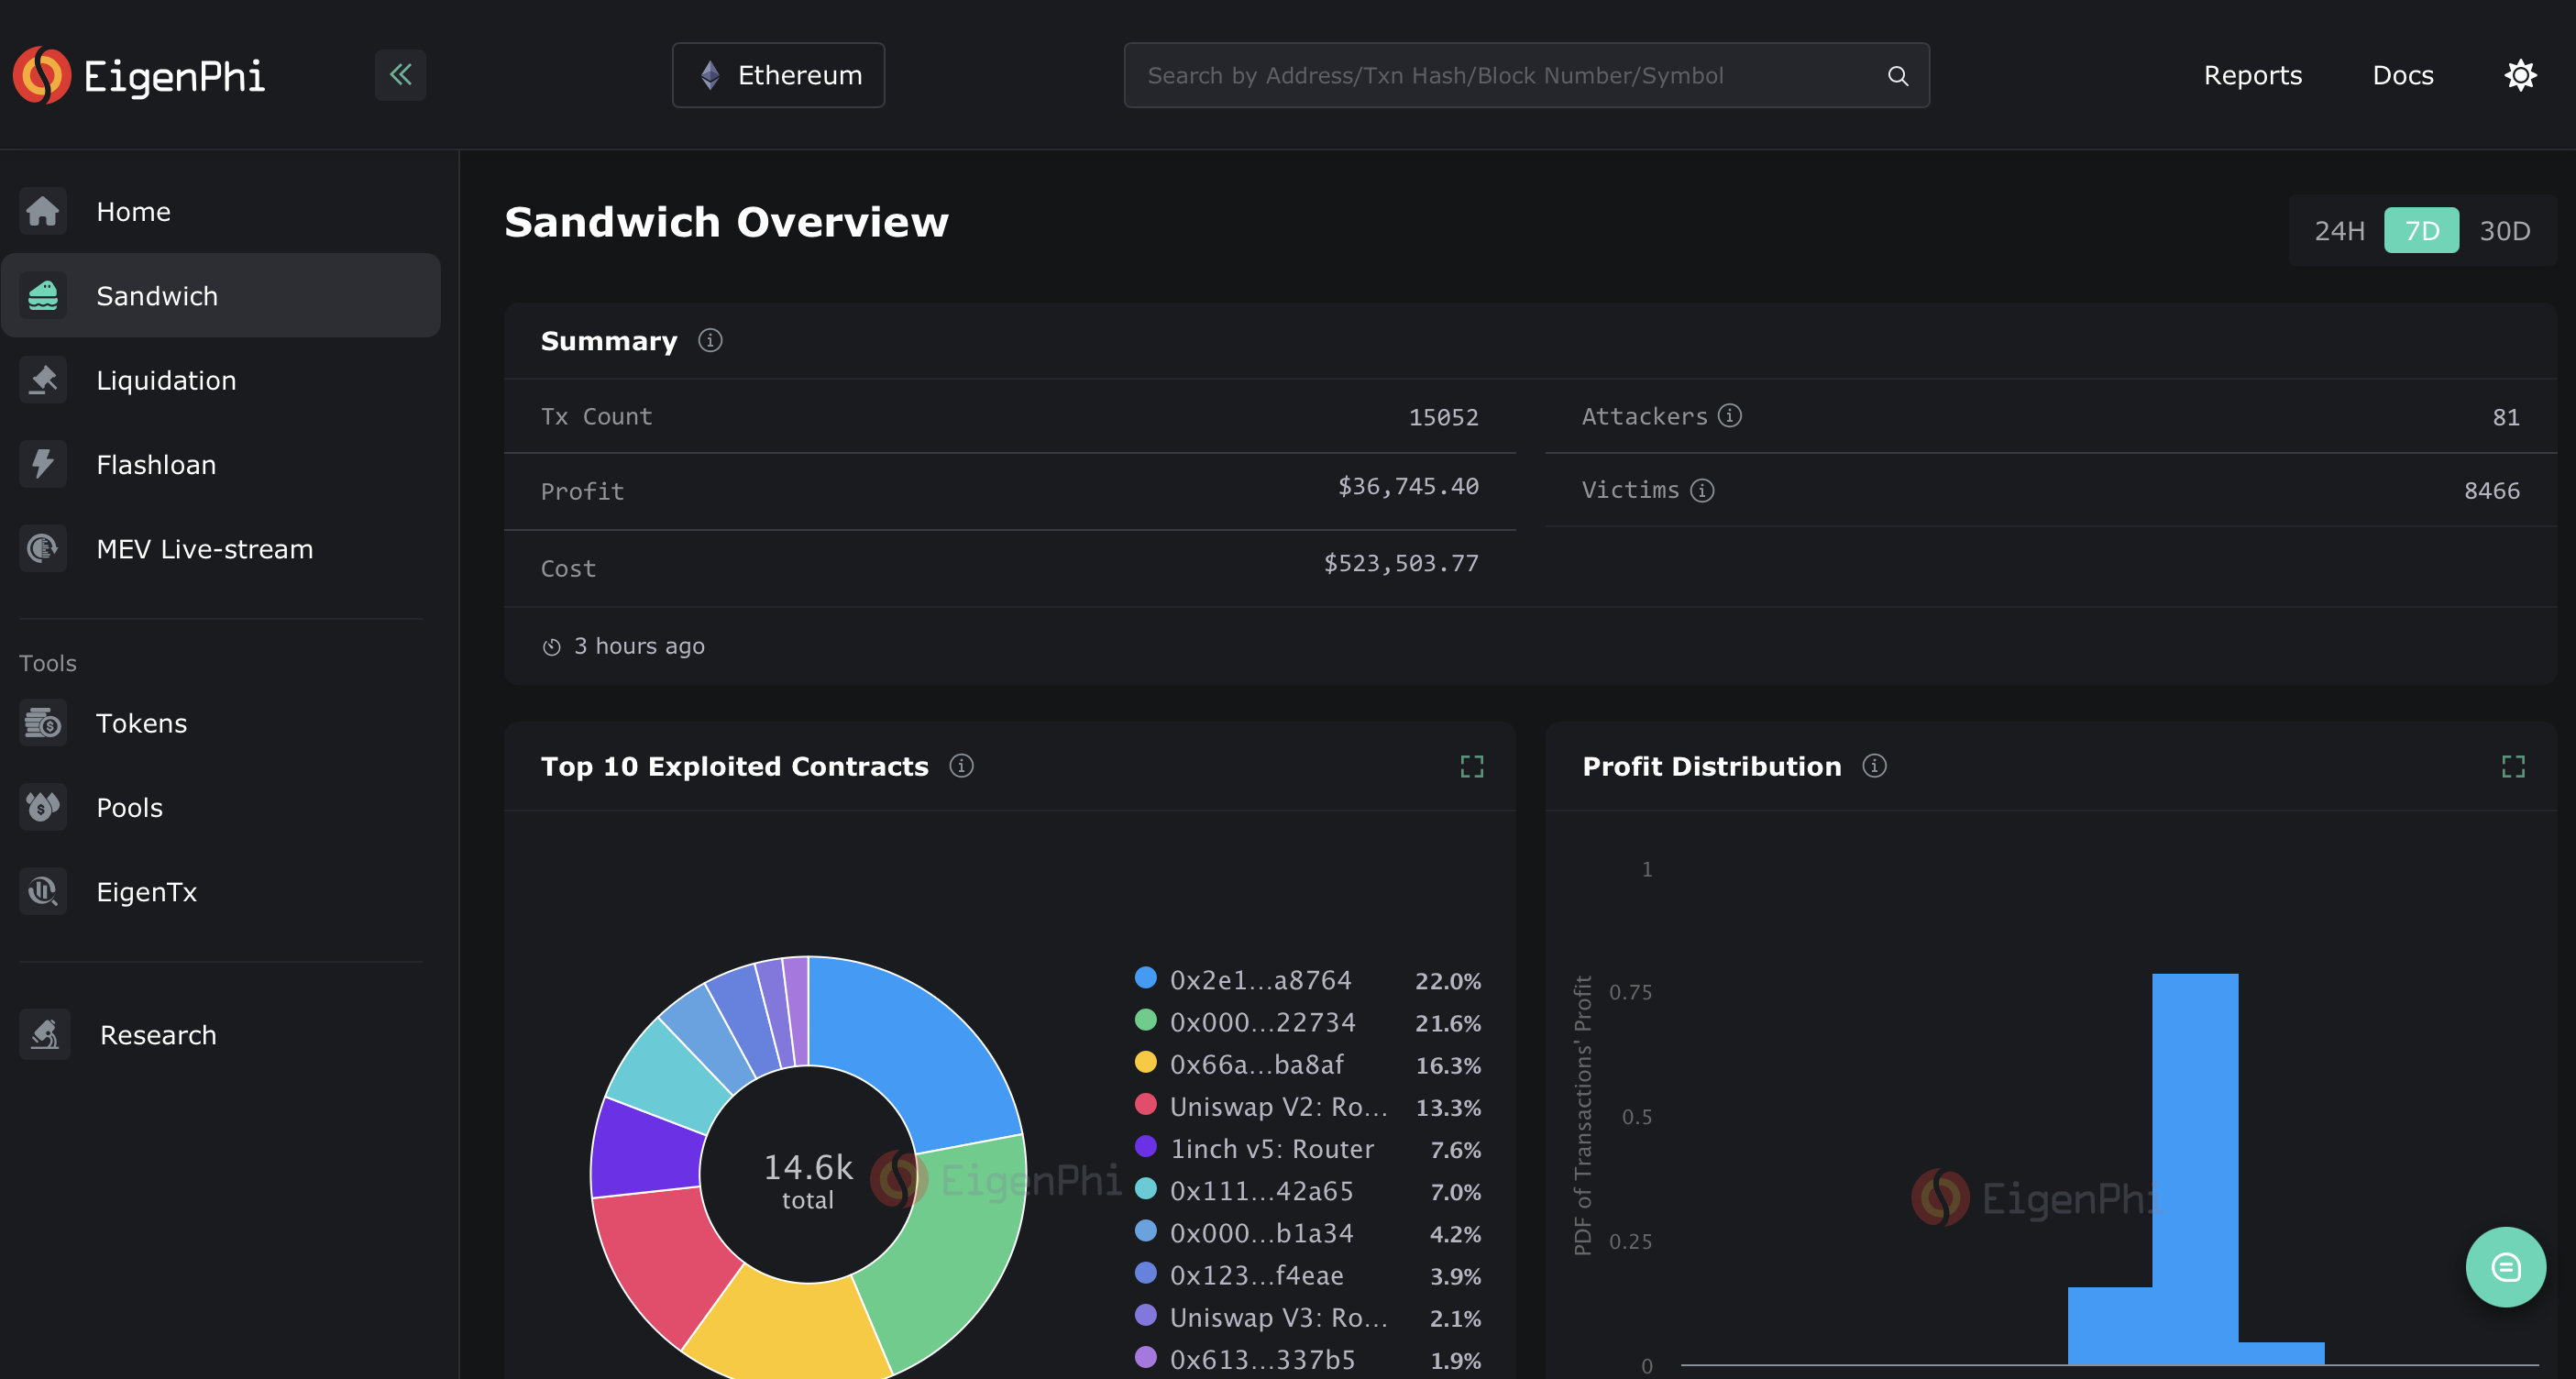 EigenPhi
Ethereum
Search by Address/Txn Hash/Block Number/Symbol
Reports
Docs
Home
Sandwich
Liquidation
Flashloan
MEV Live-stream
Tools
Tokens
Pools
EigenTx
Research
Sandwich Overview
24H 7D 30D
Summary
Tx Count 15052
Attackers 81
Profit $36,745.40
Victims 8466
Cost $523,503.77
3 hours ago
Top 10 Exploited Contracts
14.6k
total
EigenPhi
0x2e1...a8764 22.0%
0x000...22734 21.6%
0x66a...ba8af 16.3%
Uniswap V2: Ro... 13.3%
1inch v5: Router 7.6%
0x111...42a65 7.0%
0x000...b1a34 4.2%
0x123...f4eae 3.9%
Uniswap V3: Ro... 2.1%
0x613...337b5 1.9%
Profit Distribution
PDF of Transactions' Profit
1
0.75
0.5
0.25
0
EigenPhi